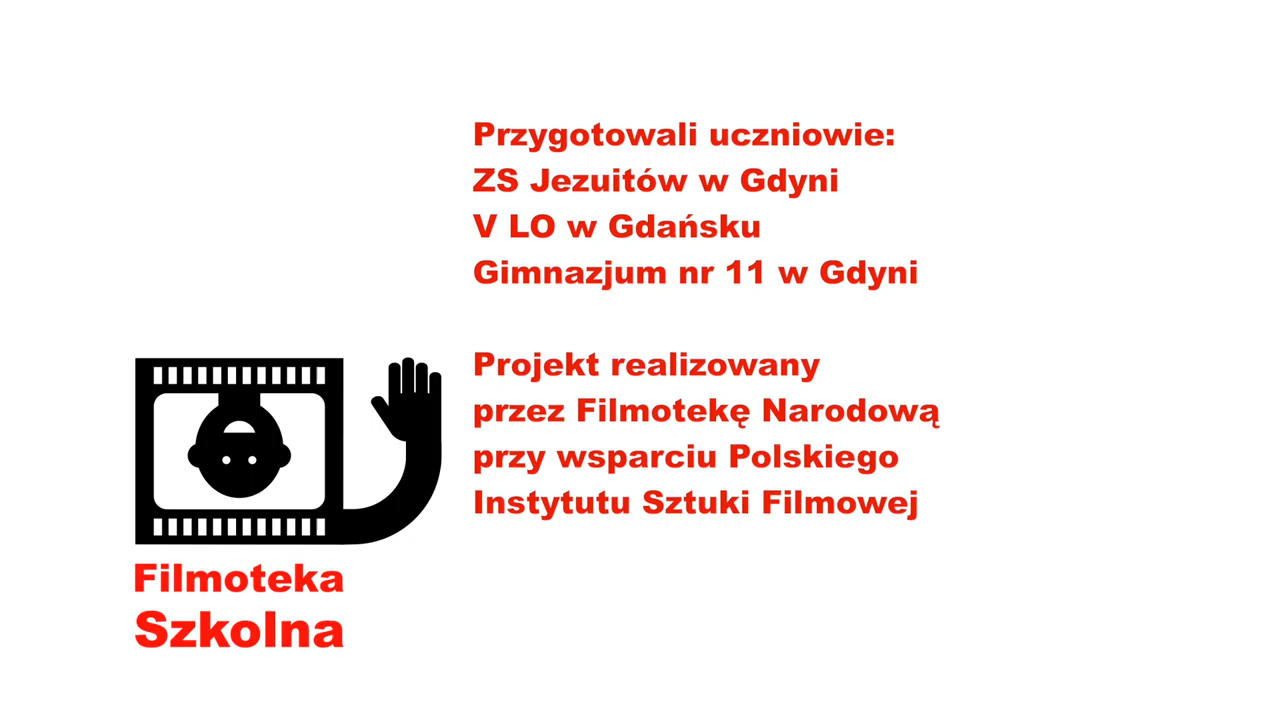 Przygotowali uczniowie:
ZS Jezuitów w Gdyni
V LO w Gdańsku
Gimnazjum nr 11 w Gdyni
Projekt realizowany
przez Filmotekę Narodową
przy wsparciu Polskiego
Instytutu Sztuki Filmowej
Filmoteka
Szkolna